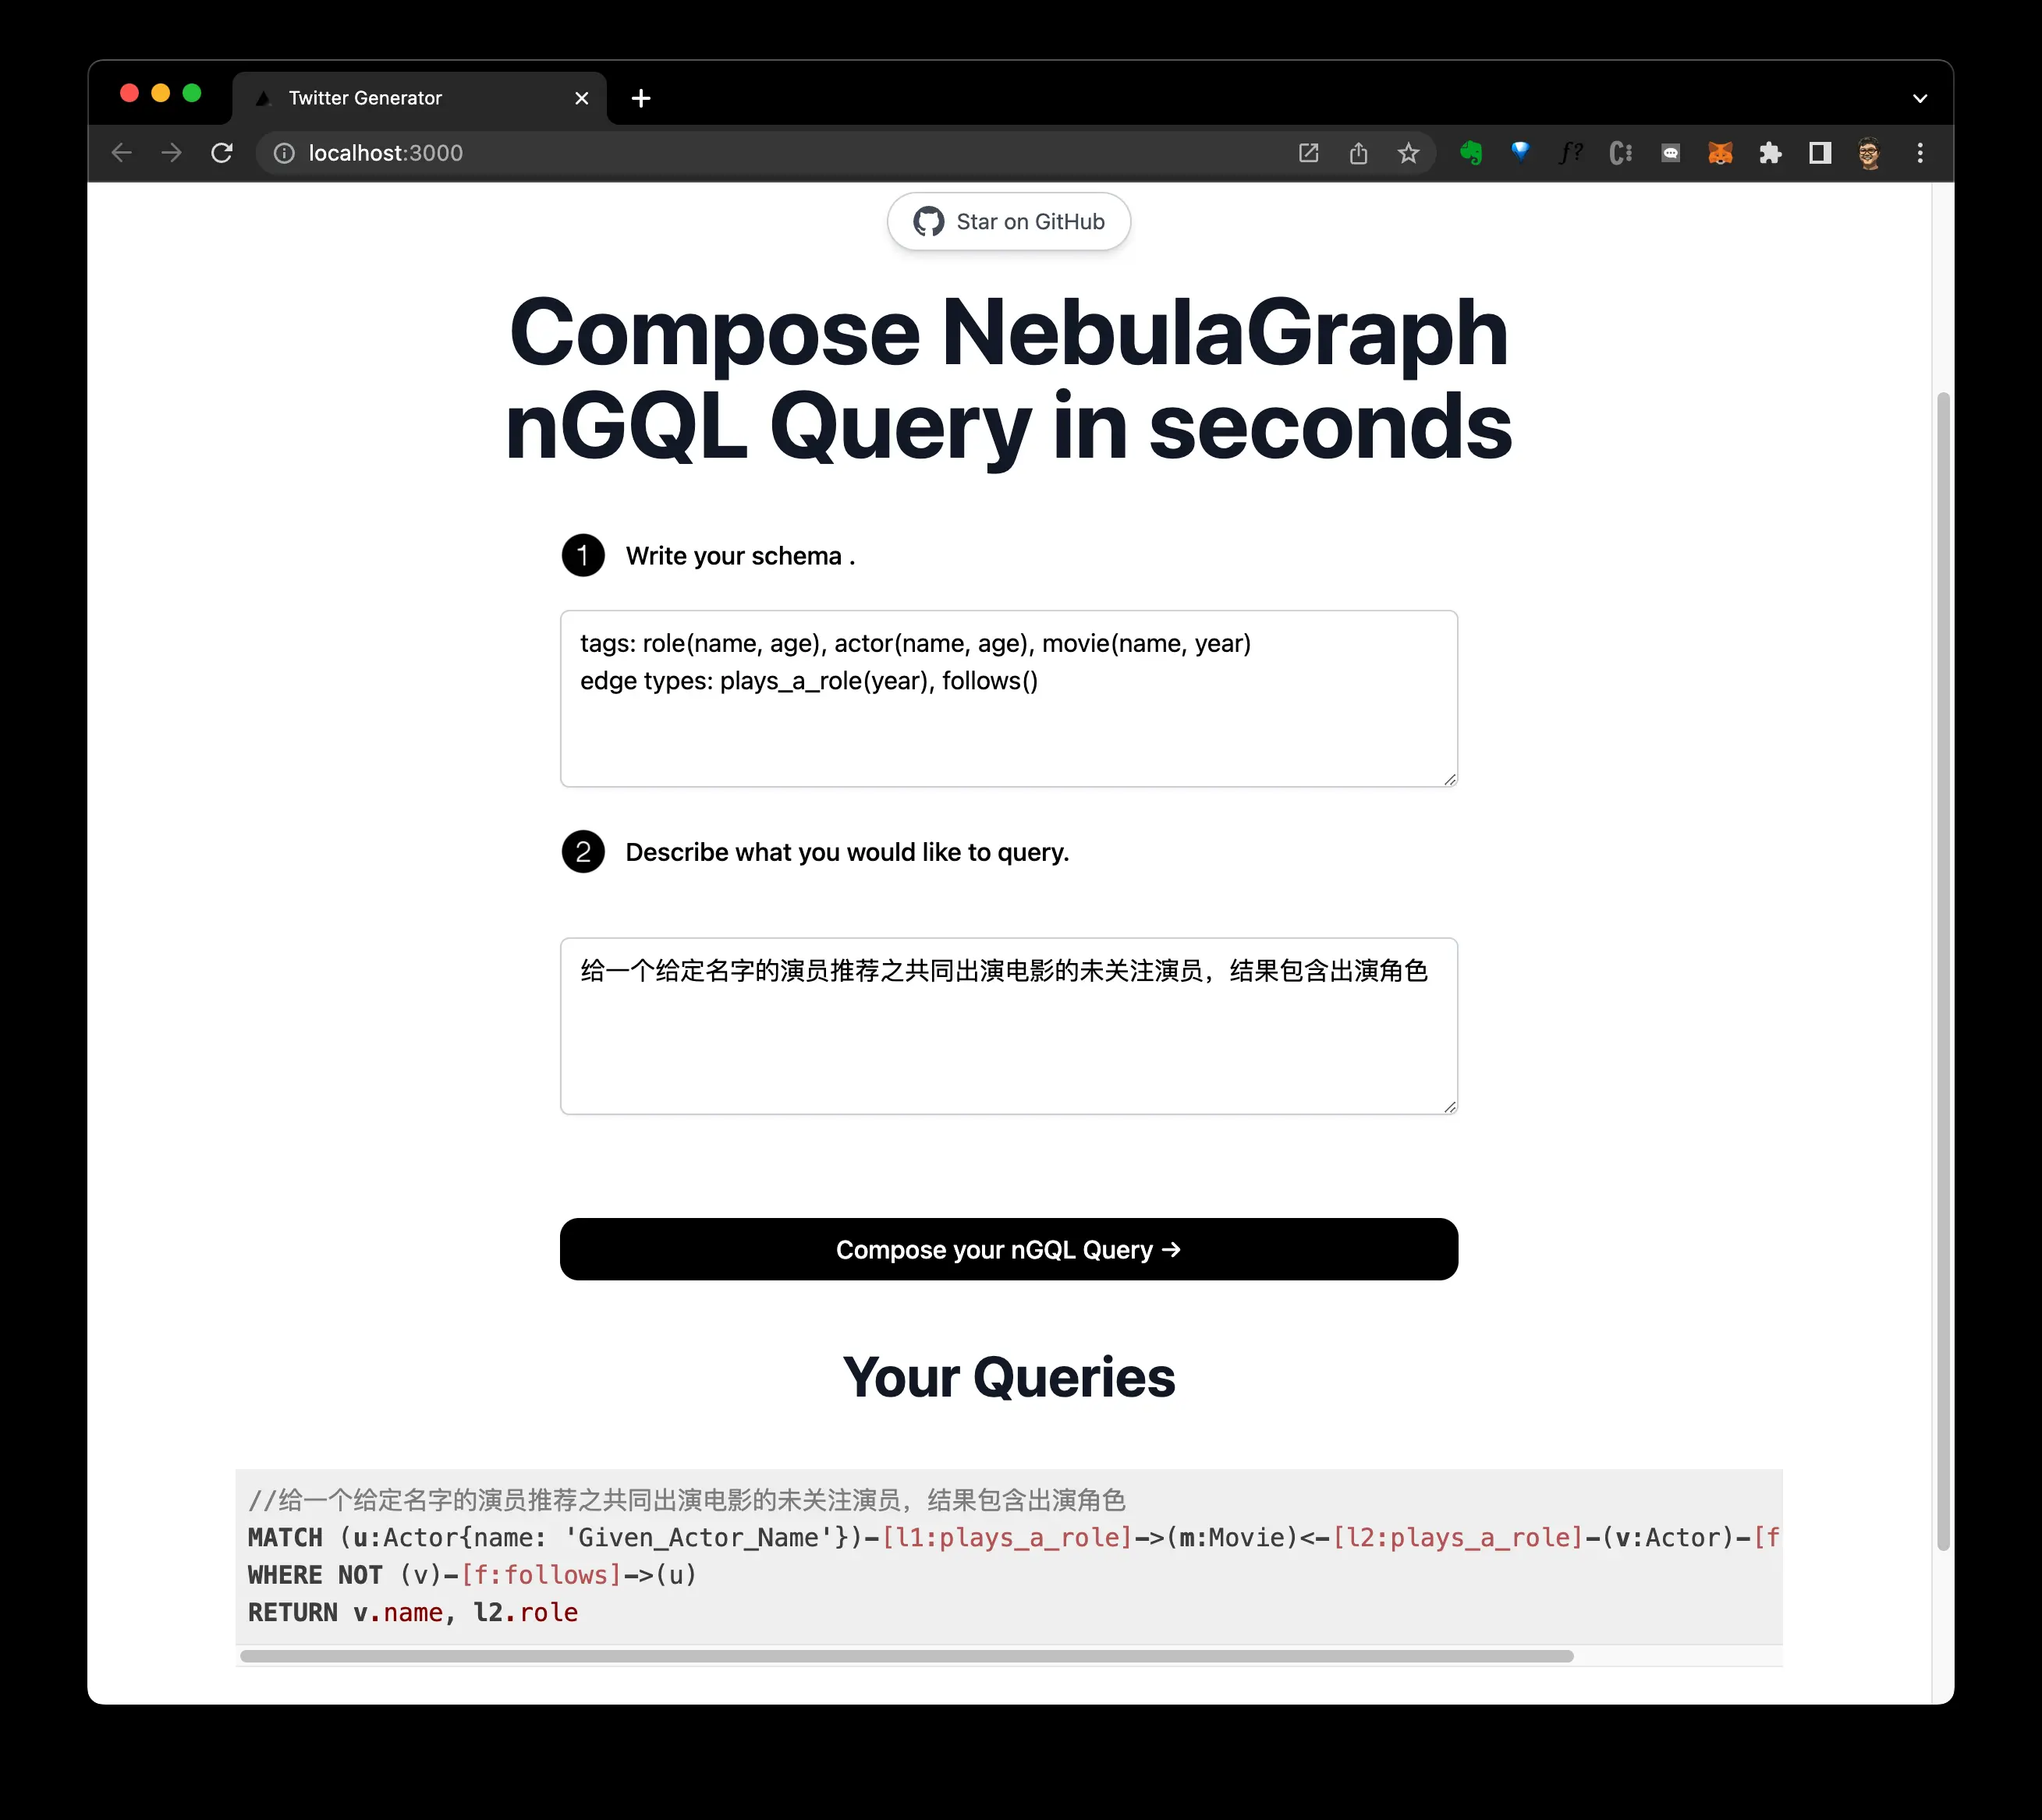 Twitter Generator
localhost:3000
Star on GitHub
Compose NebulaGraph
nGQL Query in seconds
1 Write your schema .
tags: role(name, age), actor(name, age), movie(name, year)
edge types: plays_a_role(year), follows()
2 Describe what you would like to query.
给一个给定名字的演员推荐之共同出演电影的未关注演员，结果包含出演角色
Compose your nGQL Query →
Your Queries
//给一个给定名字的演员推荐之共同出演电影的未关注演员，结果包含出演角色
MATCH (u:Actor{name: 'Given_Actor_Name'})-[l1:plays_a_role]->(m:Movie)<-[l2:plays_a_role]-(v:Actor)-[f
WHERE NOT (v)-[f:follows]->(u)
RETURN v.name, l2.role